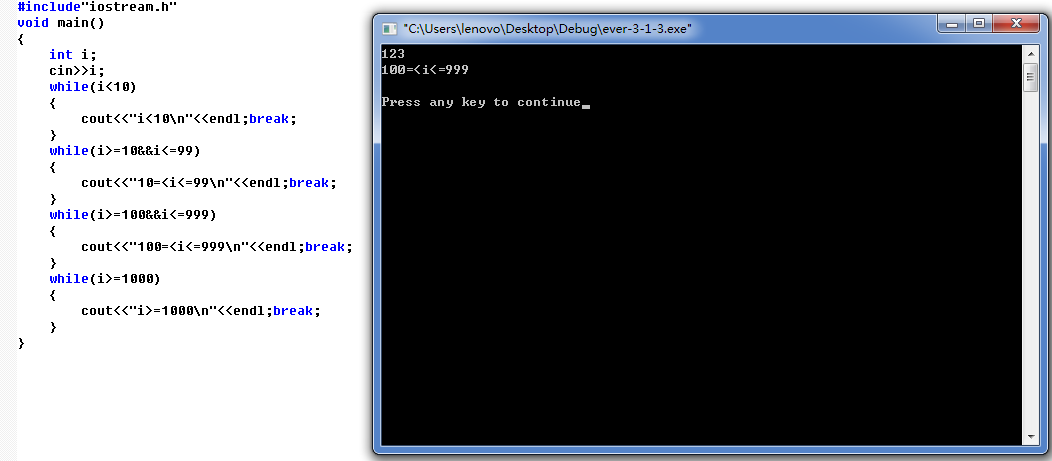 #include"iostream.h"
void main()
{
    int i;
    cin>>i;
    while(i<10)
    {
        cout<<"i<10\n"<<endl;break;
    }
    while(i>=10&&i<=99)
    {
        cout<<"10=<i<=99\n"<<endl;break;
    }
    while(i>=100&&i<=999)
    {
        cout<<"100=<i<=999\n"<<endl;break;
    }
    while(i>=1000)
    {
        cout<<"i>=1000\n"<<endl;break;
    }
}
"C:\Users\lenovo\Desktop\Debug\ever-3-1-3.exe"
123
100=<i<=999
Press any key to continue_